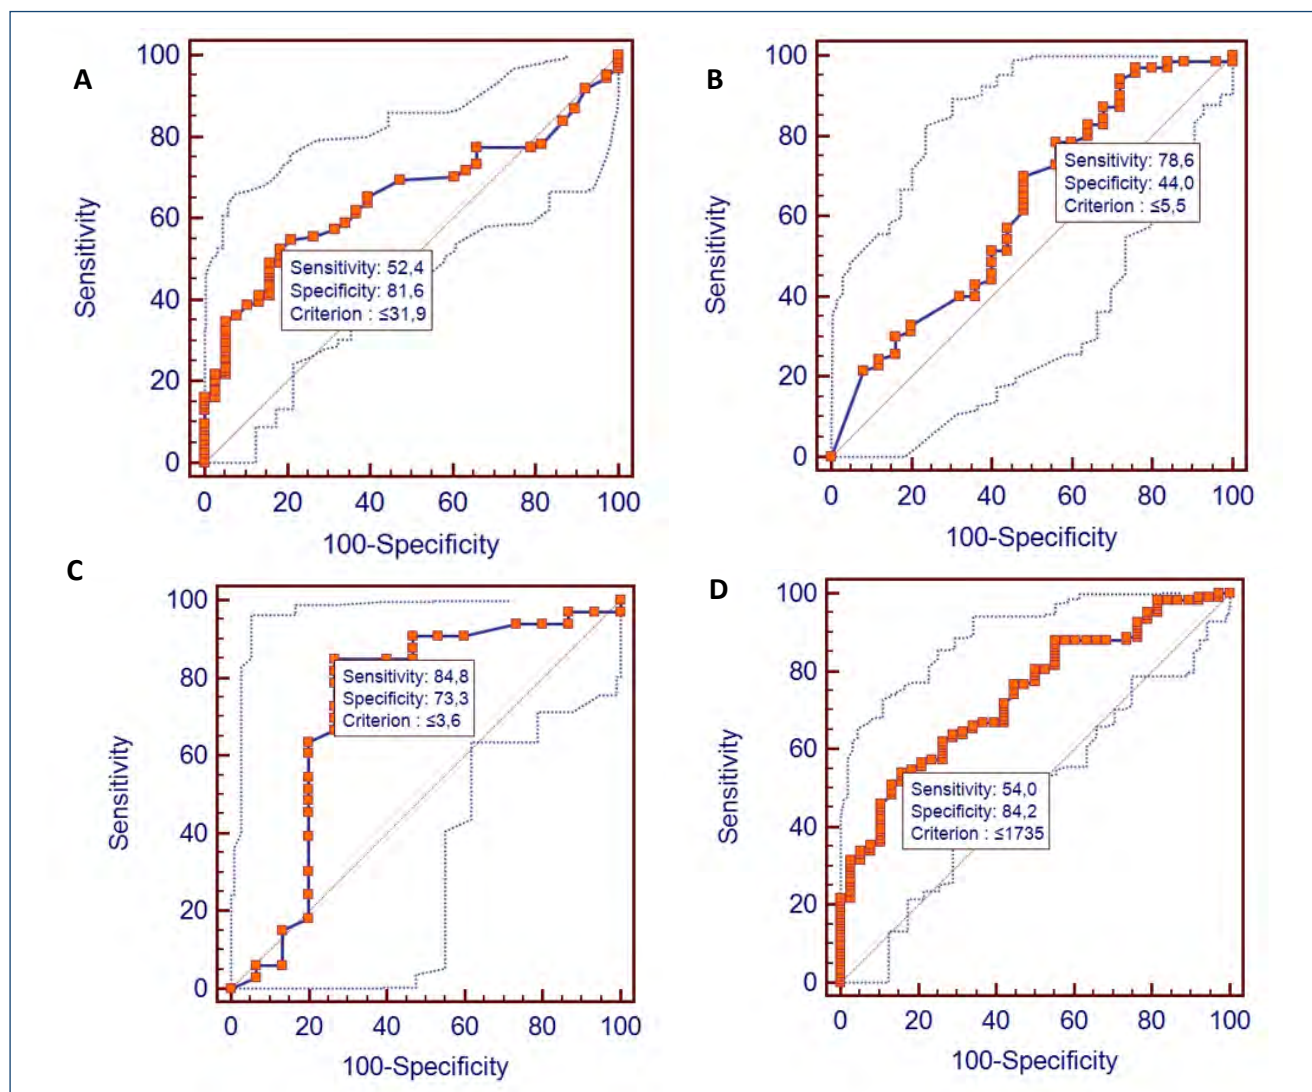 A
100
80
60
40
20
0
Sensitivity
Sensitivity: 52,4
Specificity: 81,6
Criterion : ≤31,9
0 20 40 60 80 100
100-Specificity
B
100
80
60
40
20
0
Sensitivity
Sensitivity: 78,6
Specificity: 44,0
Criterion : ≤5,5
0 20 40 60 80 100
100-Specificity
C
100
80
60
40
20
0
Sensitivity
Sensitivity: 84,8
Specificity: 73,3
Criterion : ≤3,6
0 20 40 60 80 100
100-Specificity
D
100
80
60
40
20
0
Sensitivity
Sensitivity: 54,0
Specificity: 84,2
Criterion : ≤1735
0 20 40 60 80 100
100-Specificity